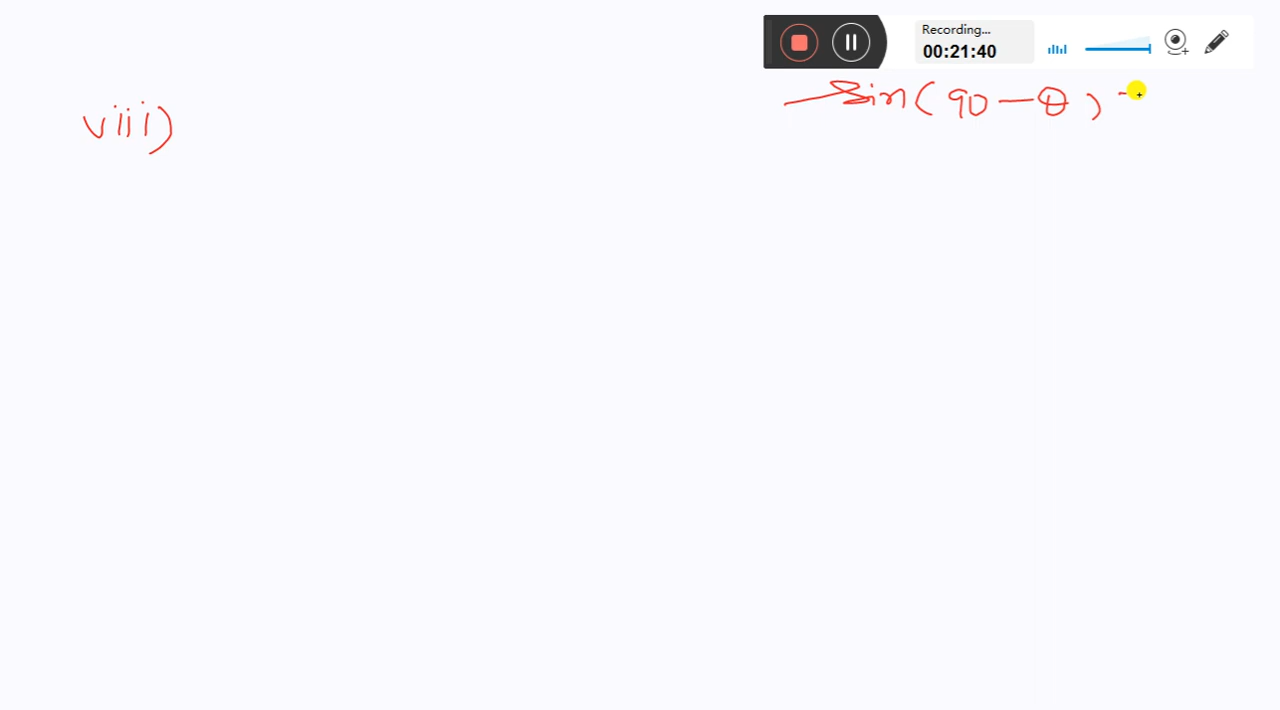 Recording...
00:21:40
sin(90-θ) =
viii)